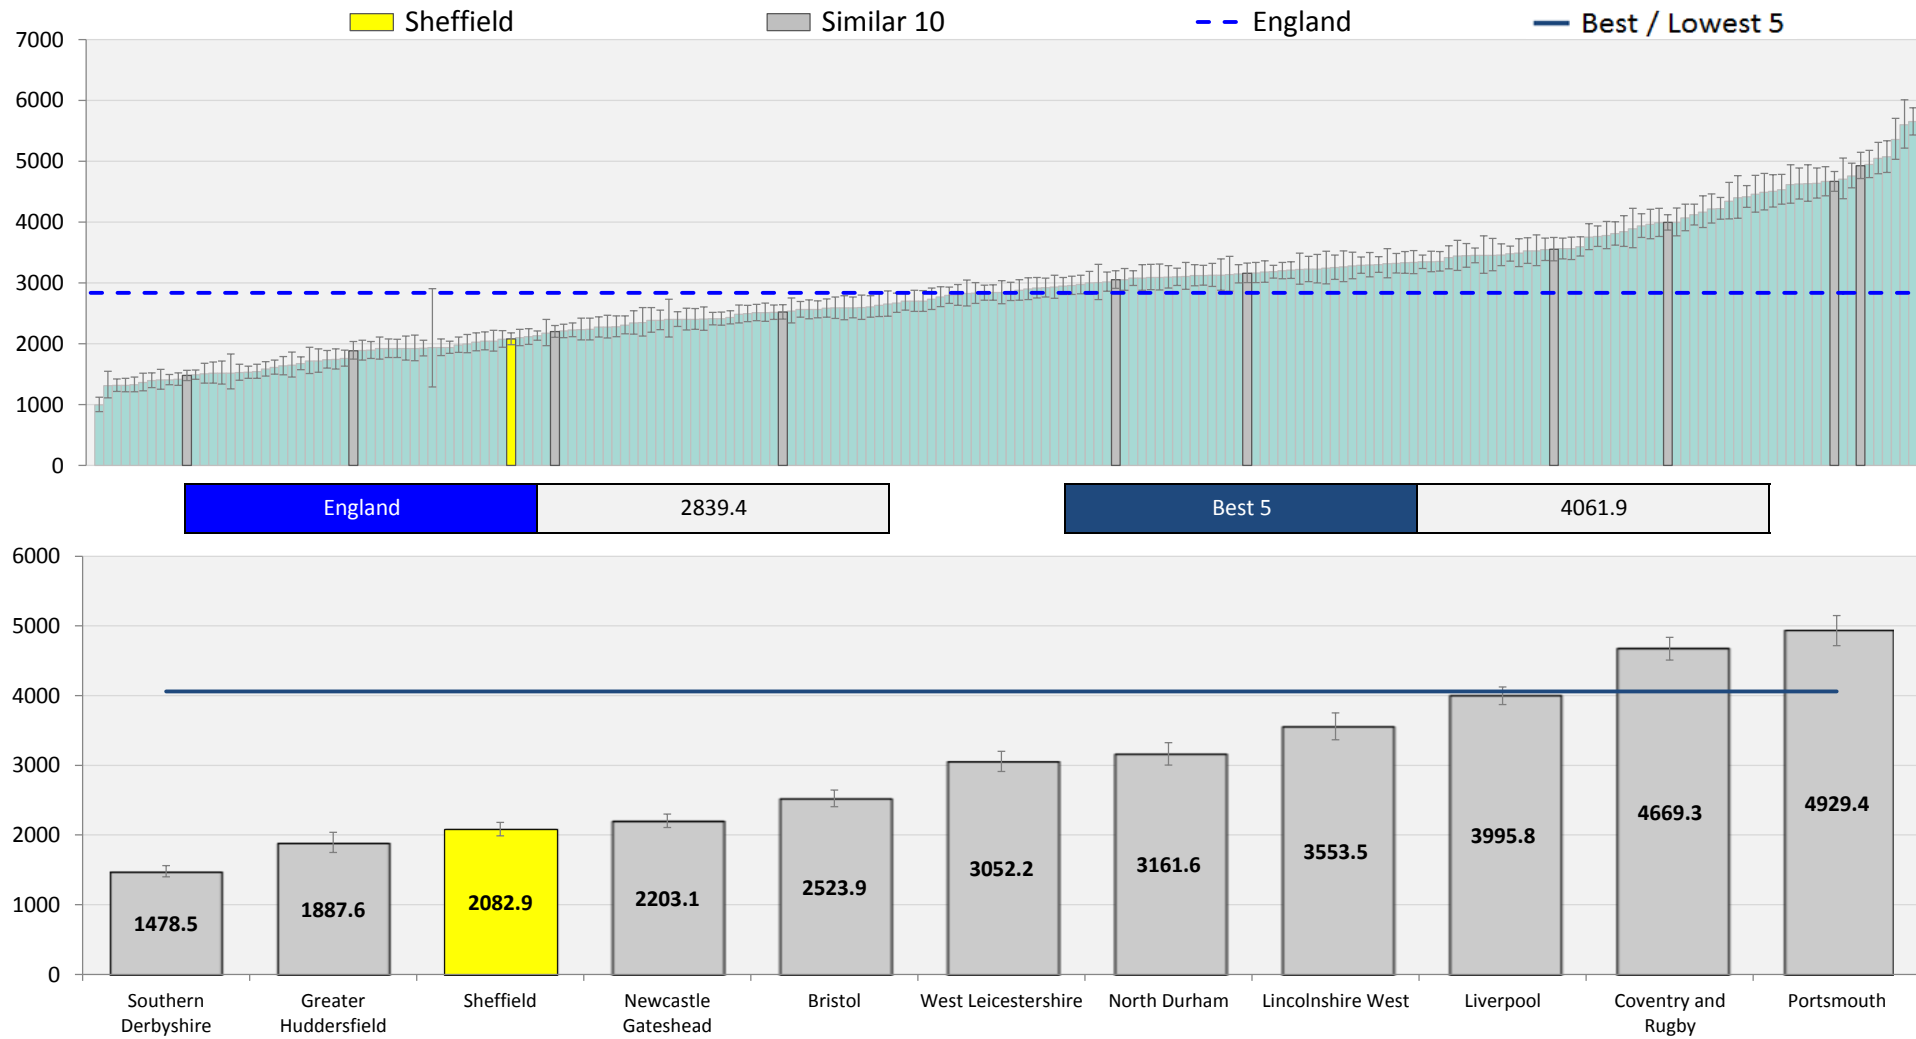 Sheffield
Similar 10
England
Best / Lowest 5
7000
6000
5000
4000
3000
2000
1000
0
England
2839.4
Best 5
4061.9
6000
5000
4000
3000
2000
1000
0
1478.5
1887.6
2082.9
2203.1
2523.9
3052.2
3161.6
3553.5
3995.8
4669.3
4929.4
Southern
Derbyshire
Greater
Huddersfield
Sheffield
Newcastle
Gateshead
Bristol
West Leicestershire
North Durham
Lincolnshire West
Liverpool
Coventry and
Rugby
Portsmouth